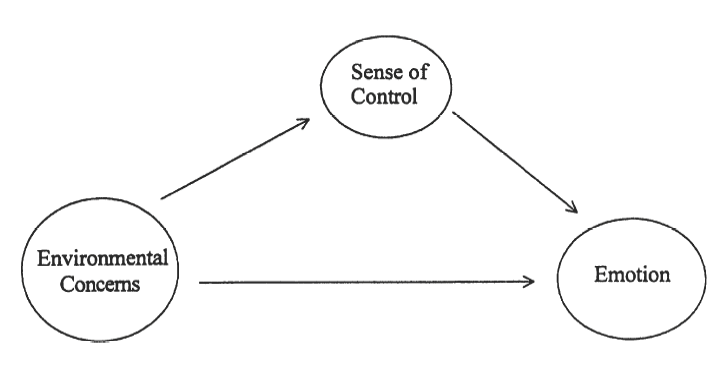 Sense of
Control
Environmental
Concerns
Emotion